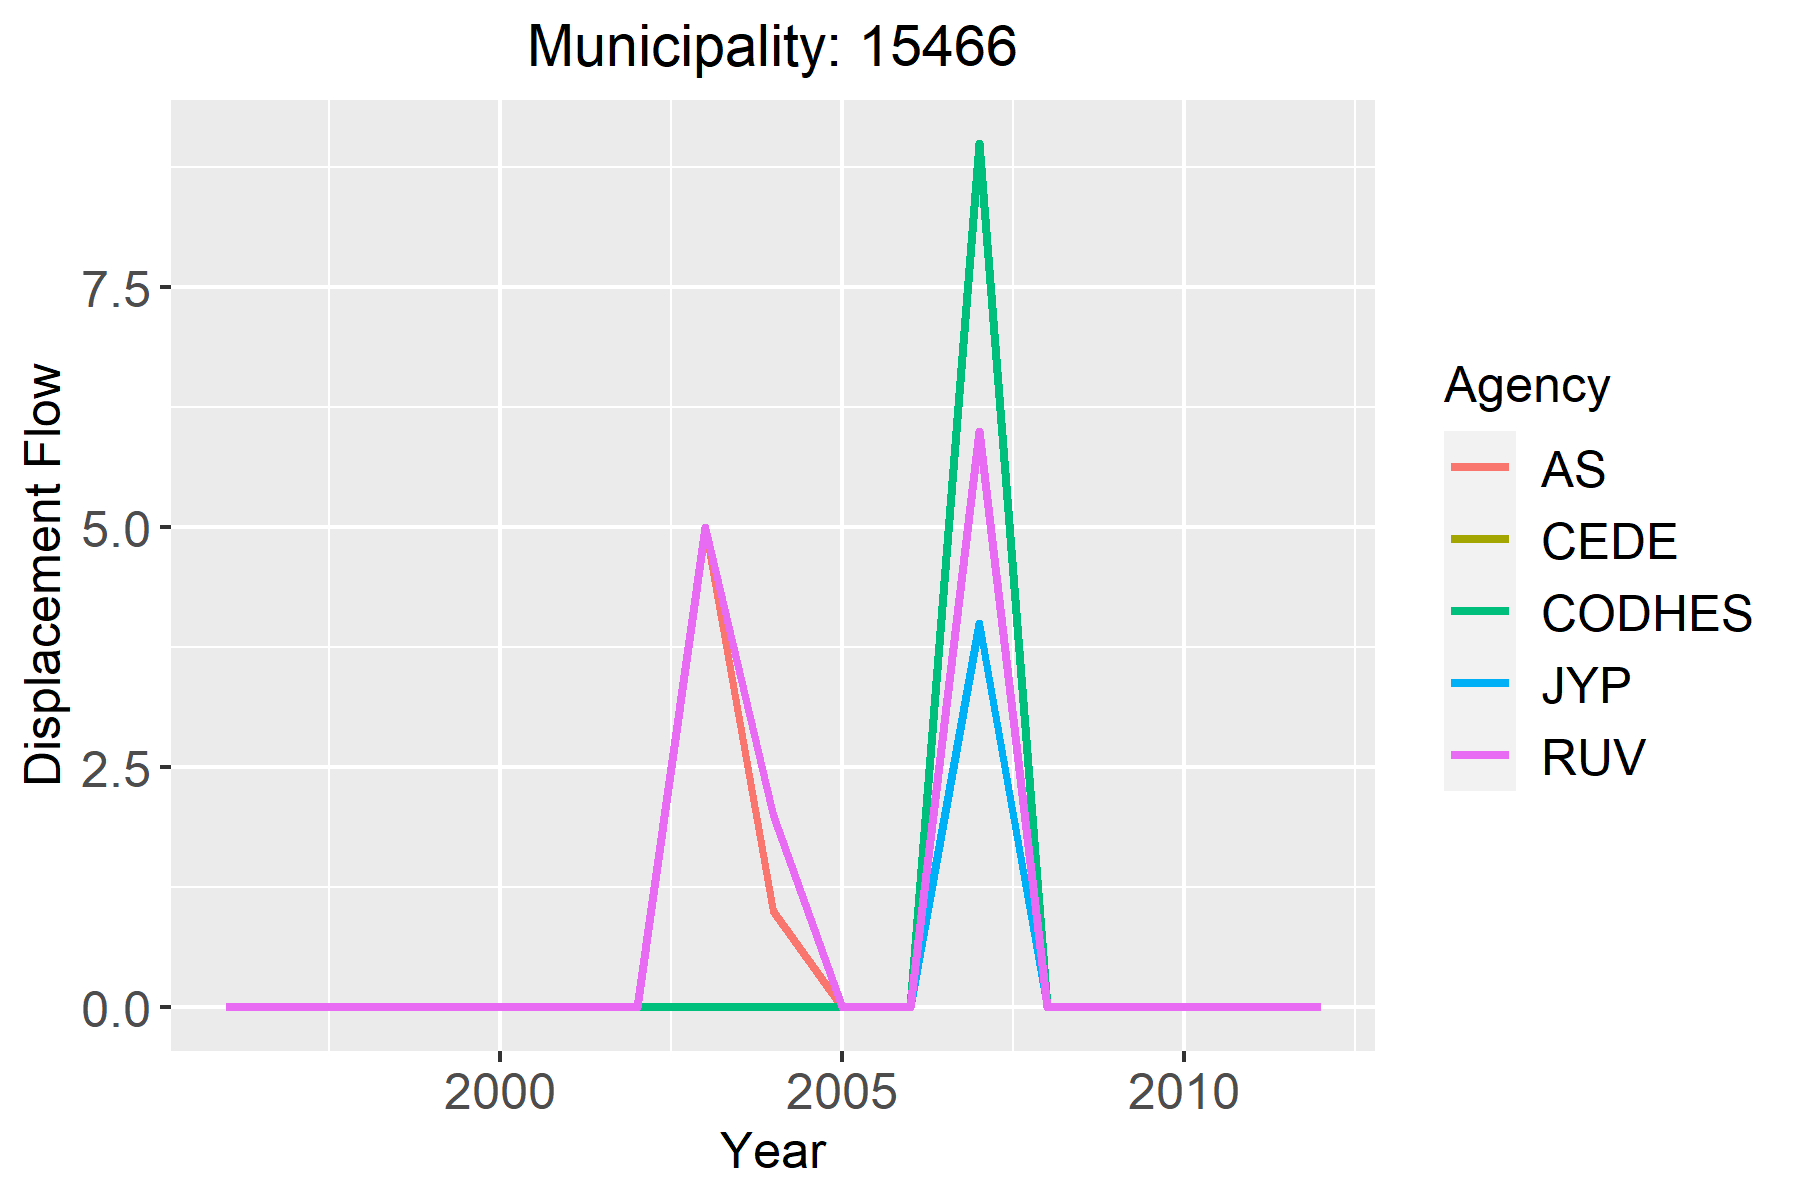 Municipality: 15466
Displacement Flow
7.5
5.0
2.5
0.0
2000 2005 2010
Year
Agency
AS
CEDE
CODHES
JYP
RUV